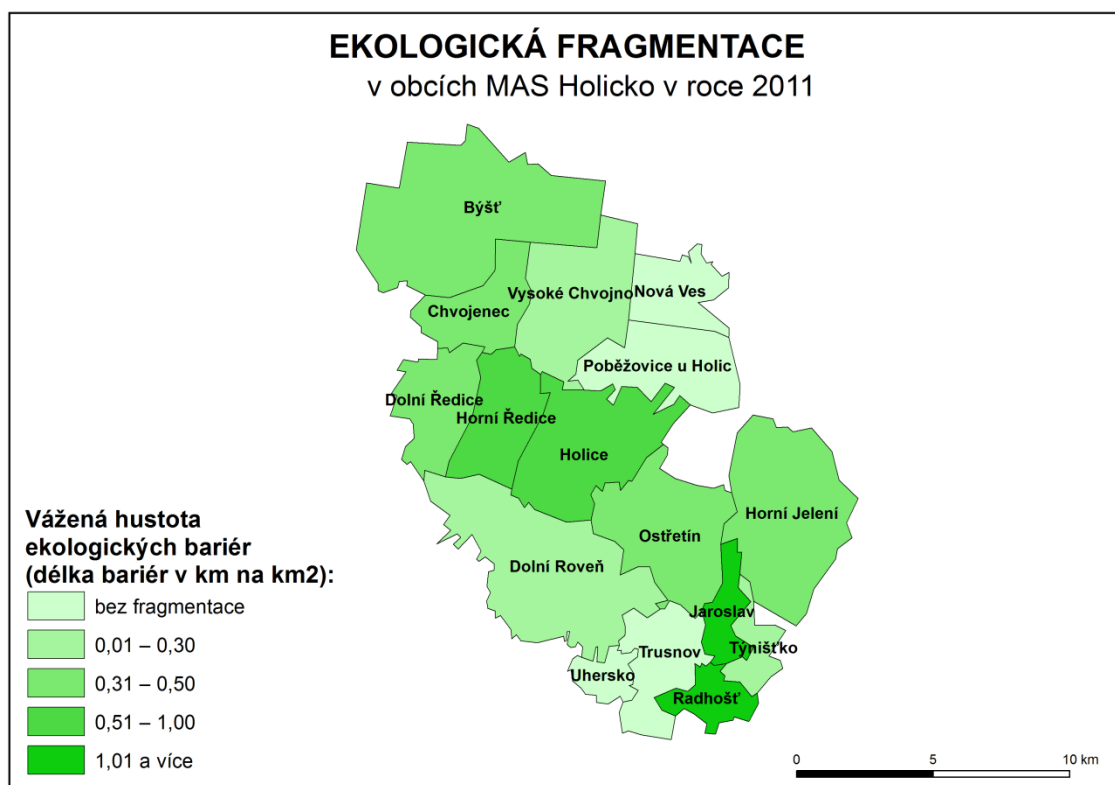 EKOLOGICKÁ FRAGMENTACE
v obcích MAS Holicko v roce 2011
Býšť
Vysoké Chvojno
Nová Ves
Chvojenec
Poběžovice u Holic
Dolní Ředice
Horní Ředice
Holice
Horní Jelení
Ostřetín
Dolní Roveň
Jaroslav
Trusnov
Týnišťko
Uhersko
Radhošť
Vážená hustota
ekologických bariér
(délka bariér v km na km2):
bez fragmentace
0,01 – 0,30
0,31 – 0,50
0,51 – 1,00
1,01 a více
0 5 10 km